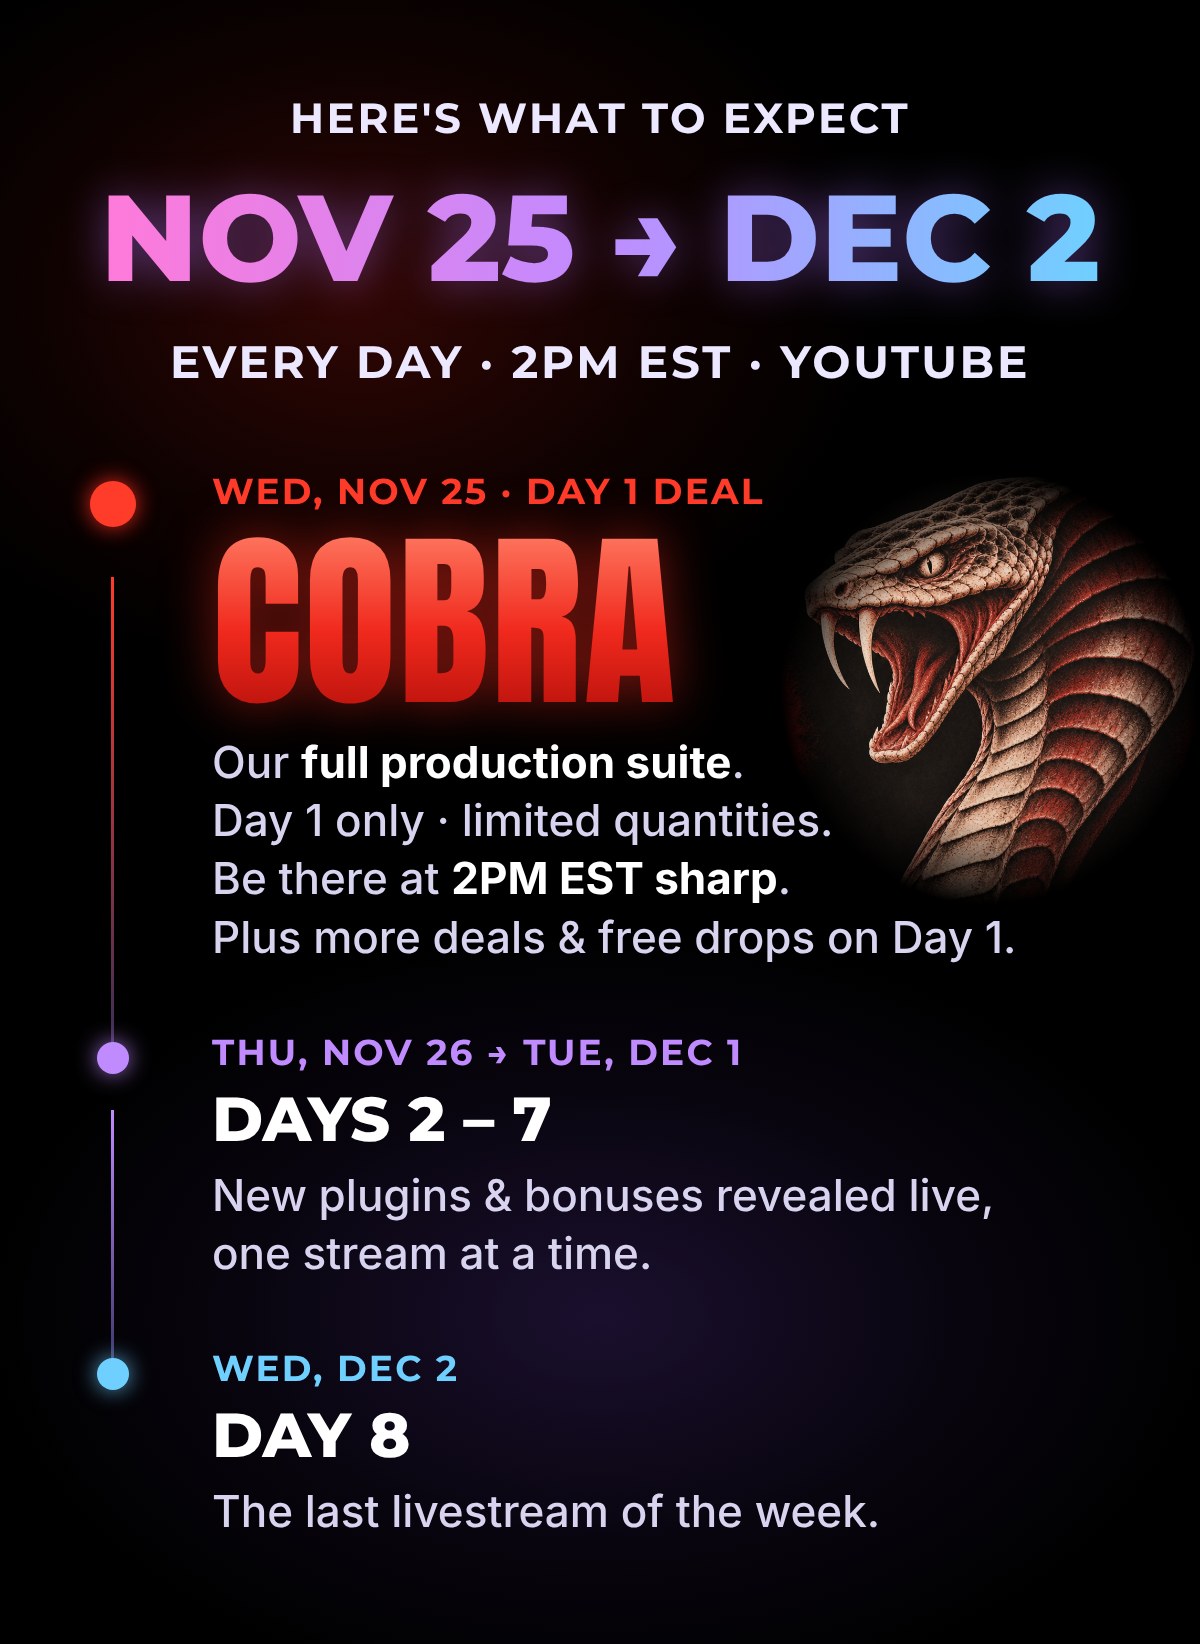 HERE'S WHAT TO EXPECT
NOV 25 → DEC 2
EVERY DAY · 2PM EST · YOUTUBE
WED, NOV 25 · DAY 1 DEAL
COBRA
Our full production suite.
Day 1 only · limited quantities.
Be there at 2PM EST sharp.
Plus more deals & free drops on Day 1.
THU, NOV 26 → TUE, DEC 1
DAYS 2 – 7
New plugins & bonuses revealed live,
one stream at a time.
WED, DEC 2
DAY 8
The last livestream of the week.